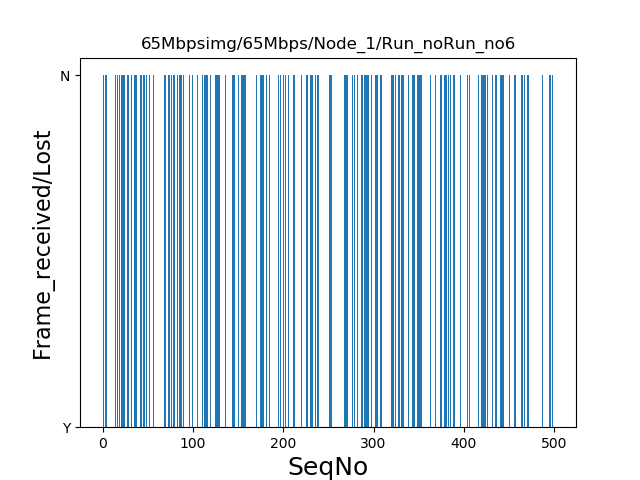 65Mbpsimg/65Mbps/Node_1/Run_noRun_no6
N
Frame_received/Lost
Y
0 100 200 300 400 500
SeqNo